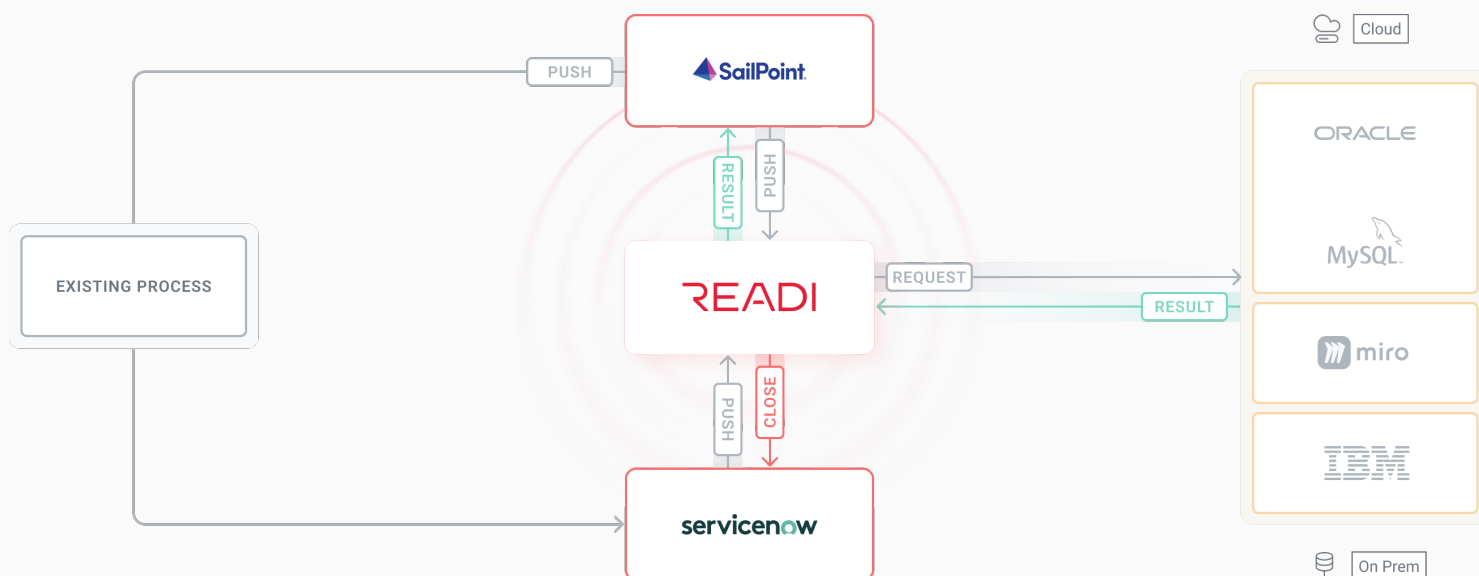 Cloud
PUSH
SailPoint
ORACLE
RESULT
PUSH
MySQL
EXISTING PROCESS
READI
REQUEST
RESULT
miro
PUSH
CLOSE
IBM
servicenow
On Prem